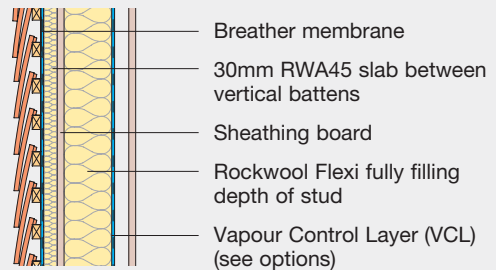 Breather membrane
30mm RWA45 slab between
vertical battens
Sheathing board
Rockwool Flexi fully filling
depth of stud
Vapour Control Layer (VCL)
(see options)